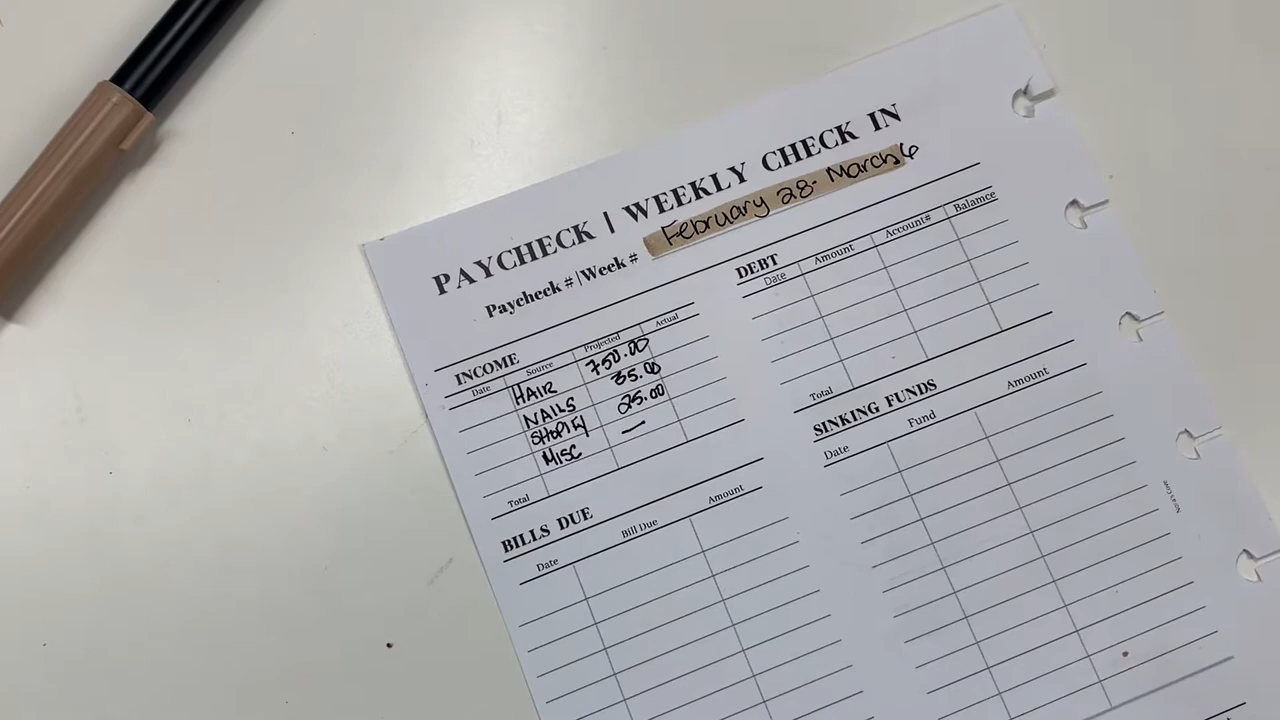 PAYCHECK | WEEKLY CHECK IN
Paycheck #|Week # February 28- March 6
INCOME
Date Source Projected Actual
HAIR 750.00
NAILS 35.00
SHOPIFY 25.00
MISC —
Total
BILLS DUE
Date Bill Due Amount
DEBT
Date Amount Account# Balamce
Total
SINKING FUNDS
Date Fund Amount